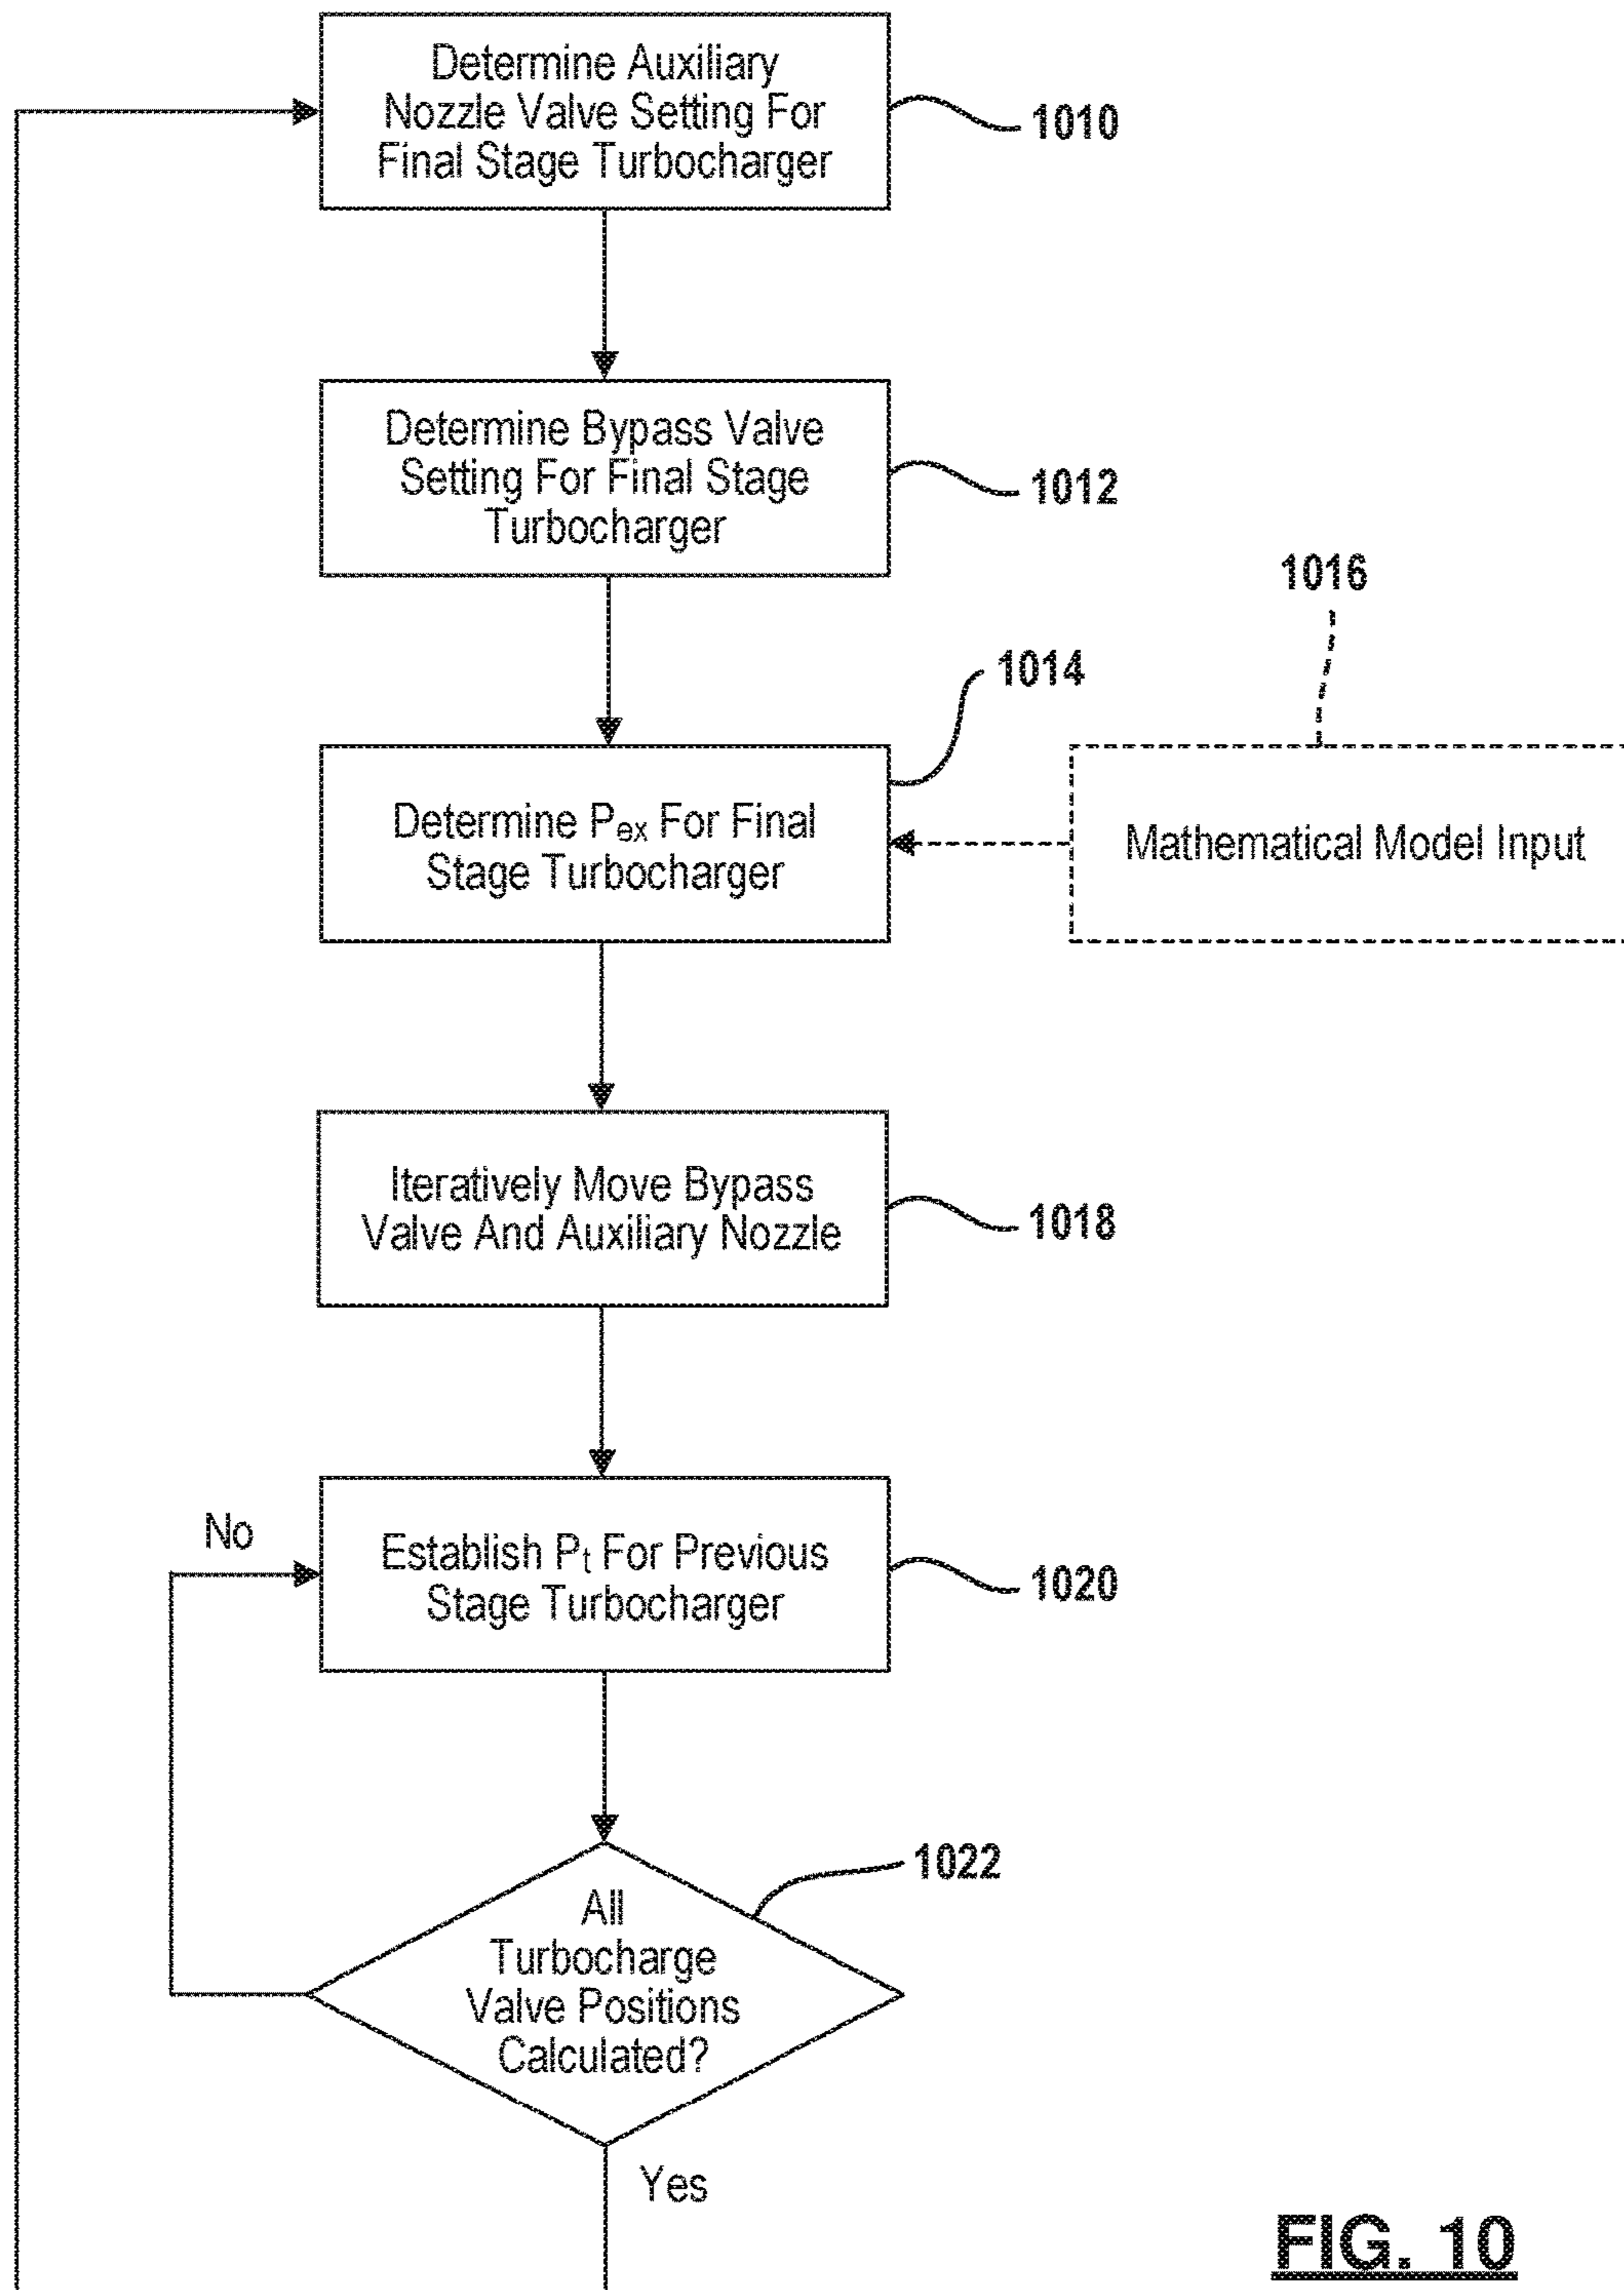 Determine Auxiliary
Nozzle Valve Setting For
Final Stage Turbocharger
1010
Determine Bypass Valve
Setting For Final Stage
Turbocharger
1012
1016
1014
Determine Pex For Final
Stage Turbocharger
Mathematical Model Input
Iteratively Move Bypass
Valve And Auxiliary Nozzle
1018
No
Establish Pt For Previous
Stage Turbocharger
1020
1022
All
Turbocharge
Valve Positions
Calculated?
Yes
FIG. 10